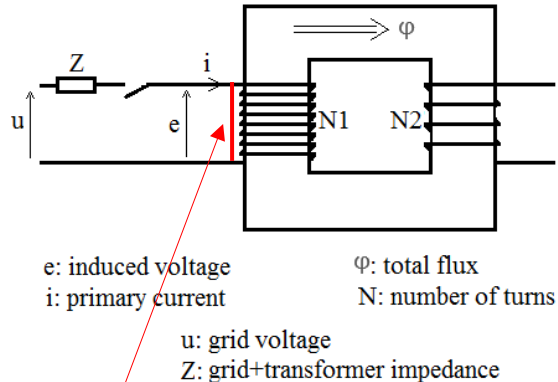 φ
Z
i
u
e
N1
N2
e: induced voltage
φ: total flux
i: primary current
N: number of turns
u: grid voltage
Z: grid+transformer impedance